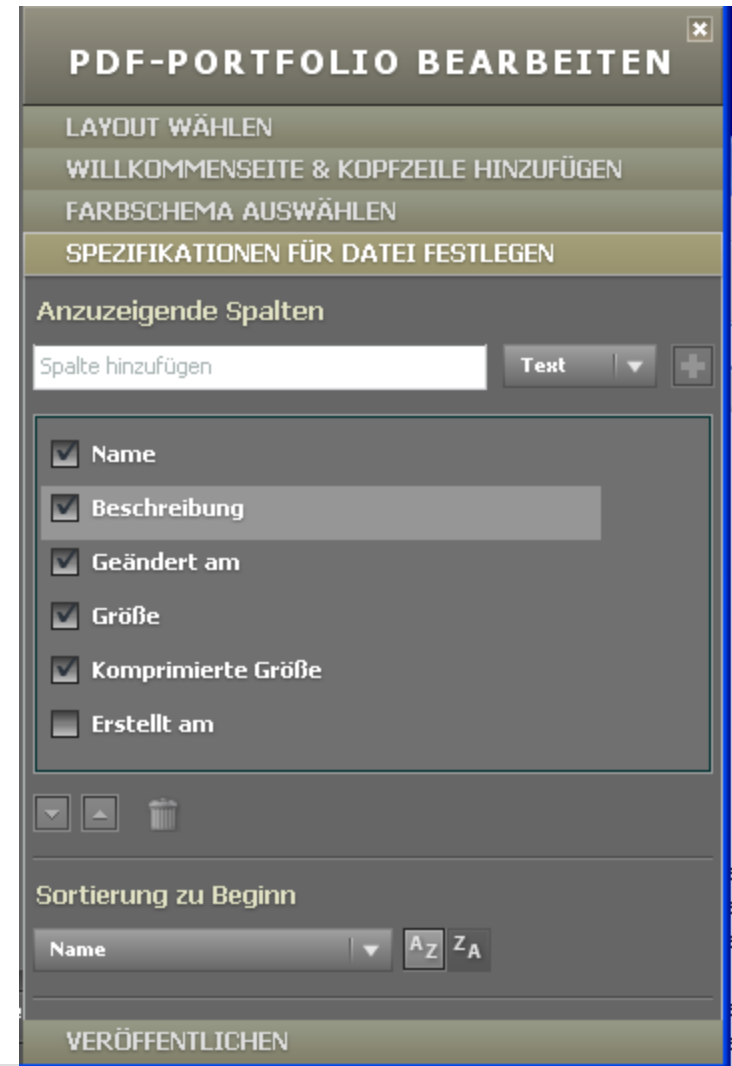 PDF-PORTFOLIO BEARBEITEN
LAYOUT WÄHLEN
WILLKOMMENSEITE & KOPFZEILE HINZUFÜGEN
FARBSCHEMA AUSWÄHLEN
SPEZIFIKATIONEN FÜR DATEI FESTLEGEN
Anzuzeigende Spalten
Spalte hinzufügen Text
Name
Beschreibung
Geändert am
Größe
Komprimierte Größe
Erstellt am
Sortierung zu Beginn
Name AZ ZA
VERÖFFENTLICHEN